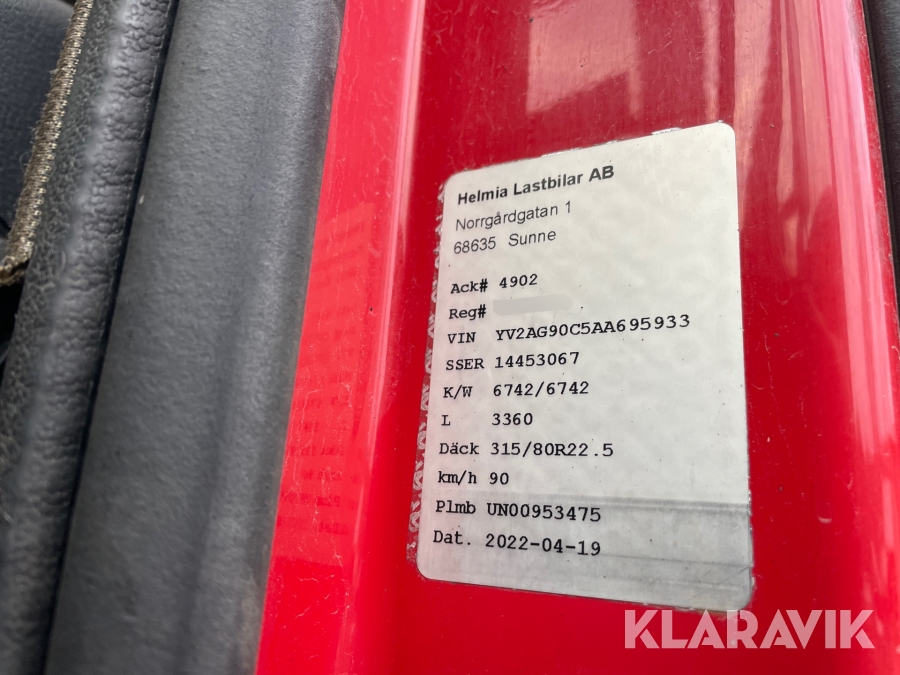 Helmia Lastbilar AB
Norrgårdgatan 1
68635 Sunne
Ack# 4902
Reg#
VIN YV2AG90C5AA695933
SSER 14453067
K/W 6742/6742
L 3360
Däck 315/80R22.5
km/h 90
Plmb UN00953475
Dat. 2022-04-19
KLARAVIK